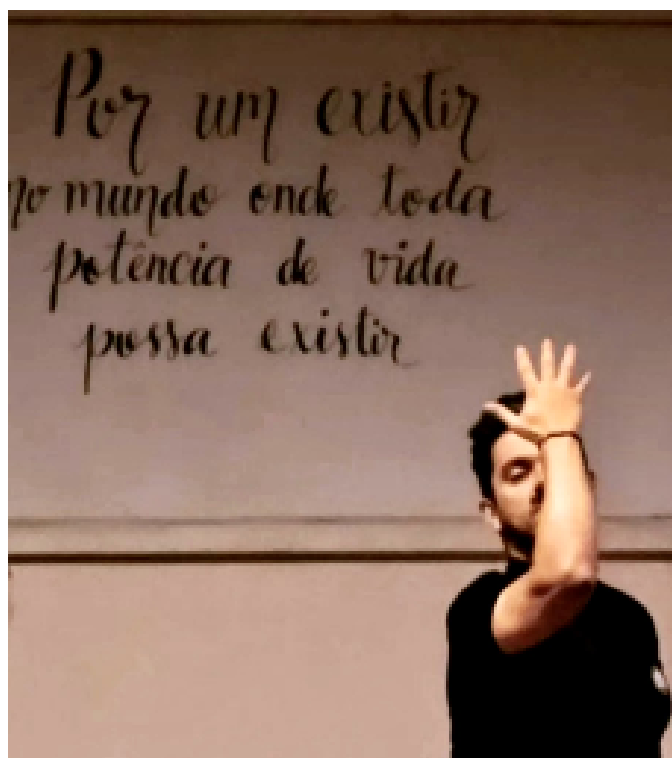 Por um existir
no mundo onde toda
potência de vida
possa existir